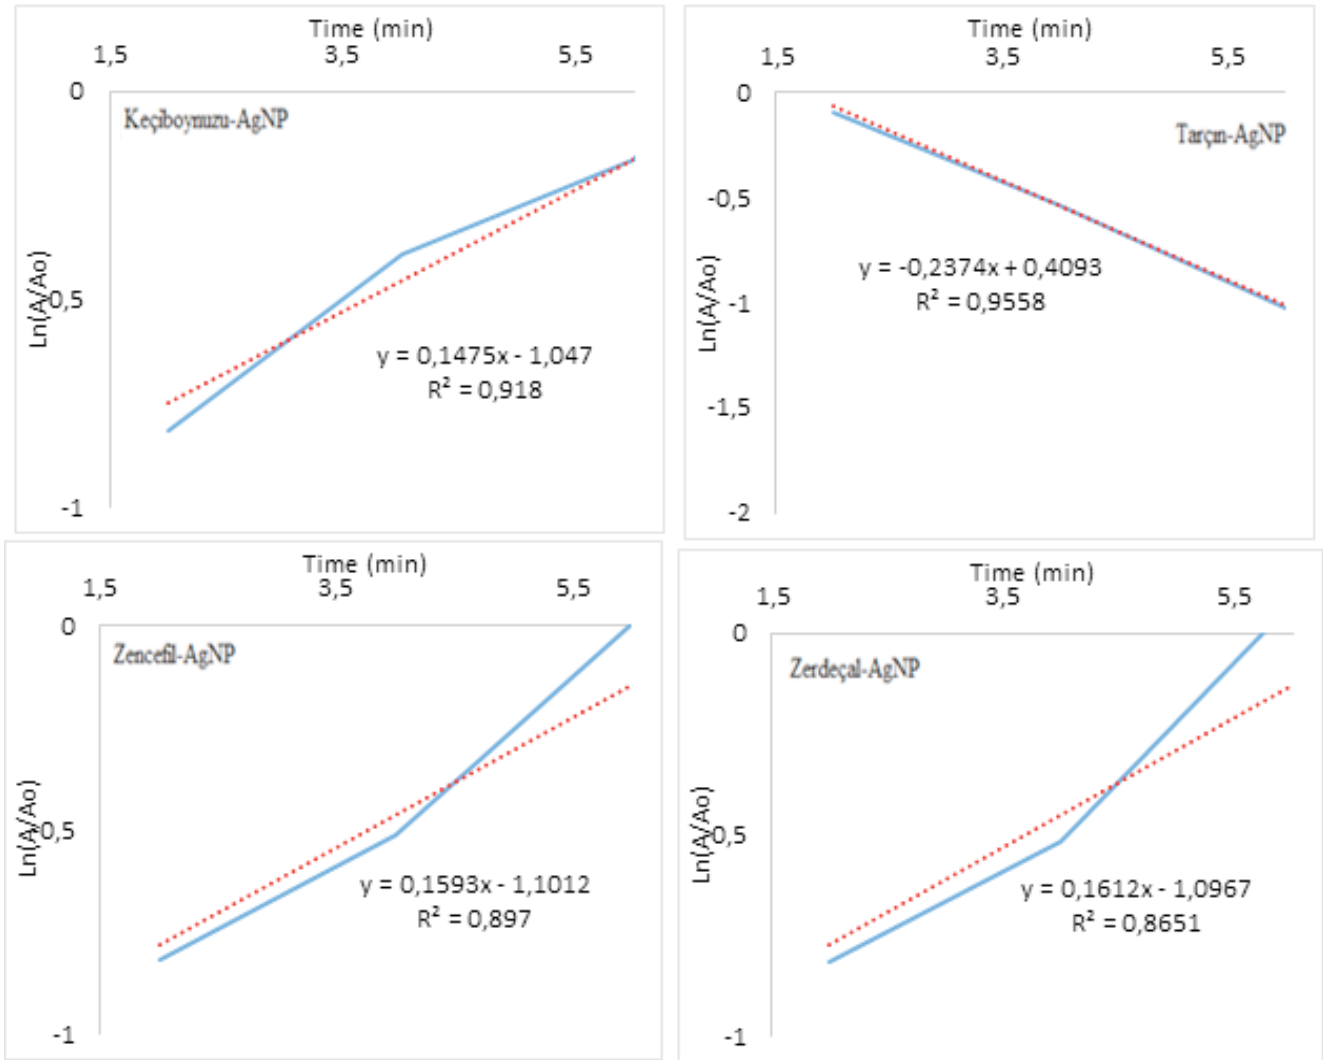 Time (min)
1,5 3,5 5,5
0
Keçiboynuzu-AgNP
Ln(A/Ao)
-0,5
y = 0,1475x - 1,047
R² = 0,918
-1
Time (min)
1,5 3,5 5,5
0
Tarçın-AgNP
-0,5
Ln(A/Ao)
y = -0,2374x + 0,4093
R² = 0,9558
-1
-1,5
-2
Time (min)
1,5 3,5 5,5
0
Zencefil-AgNP
Ln(A/Ao)
-0,5
y = 0,1593x - 1,1012
R² = 0,897
-1
Time (min)
1,5 3,5 5,5
0
Zerdeçal-AgNP
Ln(A/Ao)
-0,5
y = 0,1612x - 1,0967
R² = 0,8651
-1